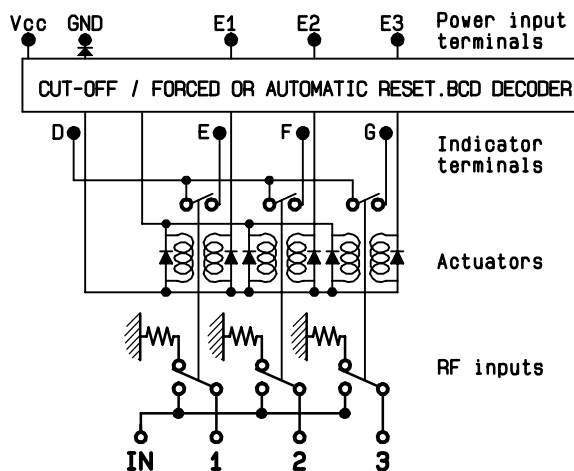 Vcc GND E1 E2 E3 Power input
terminals
CUT-OFF / FORCED OR AUTOMATIC RESET.BCD DECODER
D E F G Indicator
terminals
Actuators
RF inputs
IN 1 2 3